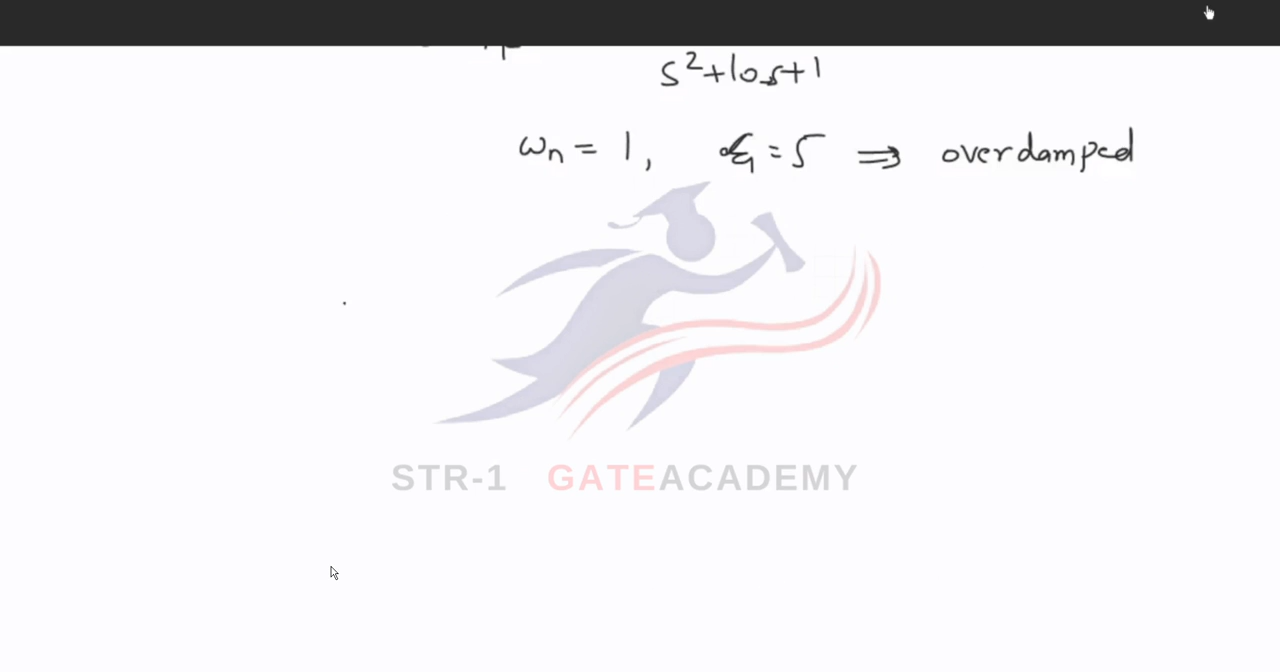 s²+10s+1
ωn = 1, ξ = 5 ⇒ overdamped
STR-1 GATEACADEMY